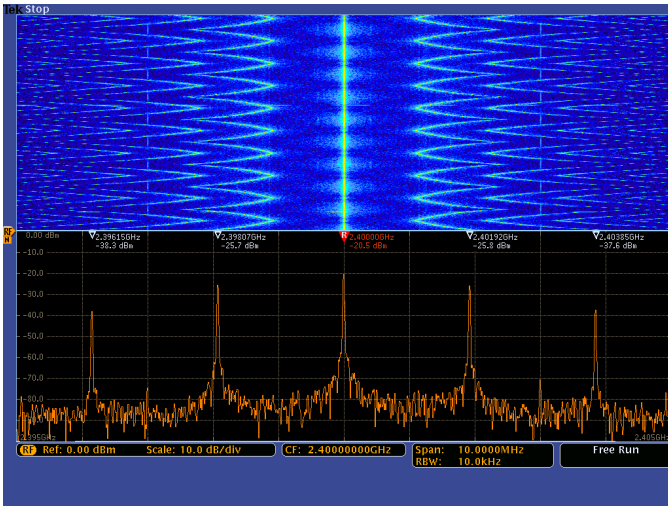 Tek Stop
0.00 dBm
2.39615GHz 2.39807GHz R 2.40000GHz 2.40192GHz 2.40385GHz
-38.3 dBm -25.7 dBm -20.5 dBm -25.8 dBm -37.6 dBm
-10.0
-20.0
-30.0
-40.0
-50.0
-60.0
-70.0
-80.0
2.395GHz 2.405GHz
RF Ref: 0.00 dBm Scale: 10.0 dB/div CF: 2.40000000GHz Span: 10.0000MHz Free Run
RBW: 10.0kHz